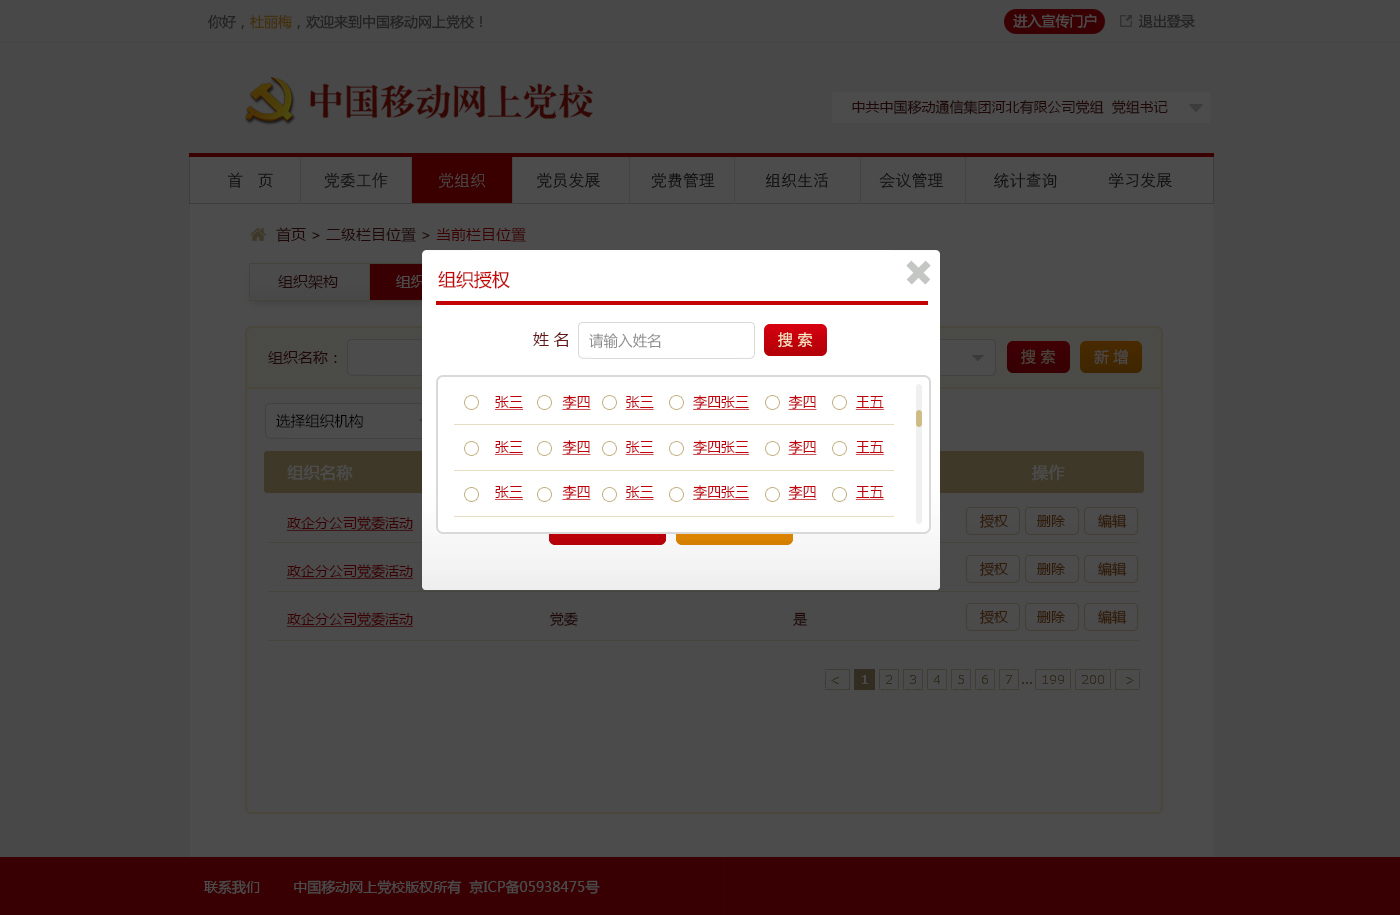 你好，杜丽梅，欢迎来到中国移动网上党校！
进入宣传门户 退出登录
中国移动网上党校
中共中国移动通信集团河北有限公司党组 党组书记
首 页 党委工作 党组织 党员发展 党费管理 组织生活 会议管理 统计查询 学习发展
首页 > 二级栏目位置 > 当前栏目位置
组织架构 组织
组织授权
姓 名 请输入姓名 搜 索
组织名称： 搜 索 新 增
张三 李四 张三 李四张三 李四 王五
选择组织机构
张三 李四 张三 李四张三 李四 王五
组织名称 操作
张三 李四 张三 李四张三 李四 王五
政企分公司党委活动 授权 删除 编辑
政企分公司党委活动 授权 删除 编辑
政企分公司党委活动 党委 是 授权 删除 编辑
< 1 2 3 4 5 6 7 ... 199 200 >
联系我们 中国移动网上党校版权所有 京ICP备05938475号